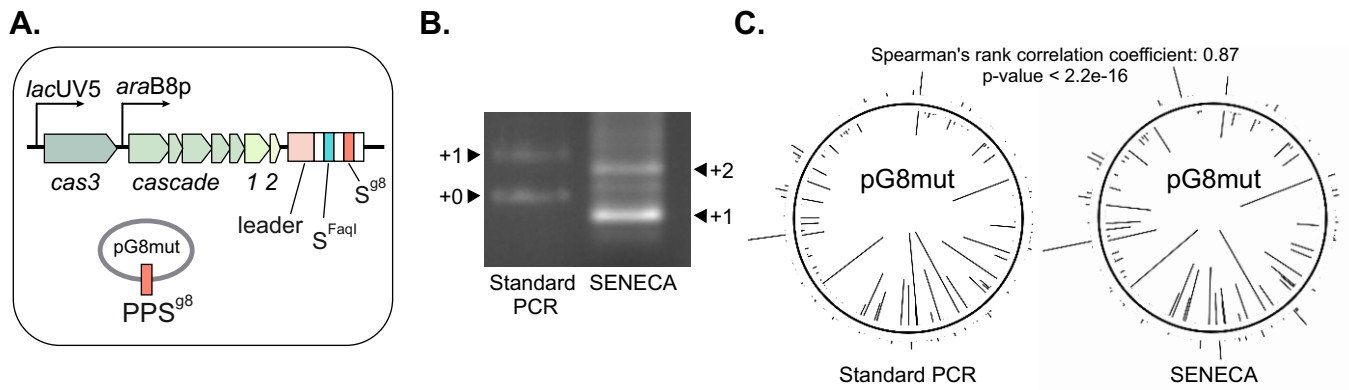 A.
lacUV5
araB8p
cas3
cascade
1 2
leader
S^FaqI
S^g8
pG8mut
PPS^g8
B.
+1
+0
+2
+1
Standard
PCR
SENECA
C.
Spearman's rank correlation coefficient: 0.87
p-value < 2.2e-16
pG8mut
pG8mut
Standard PCR
SENECA